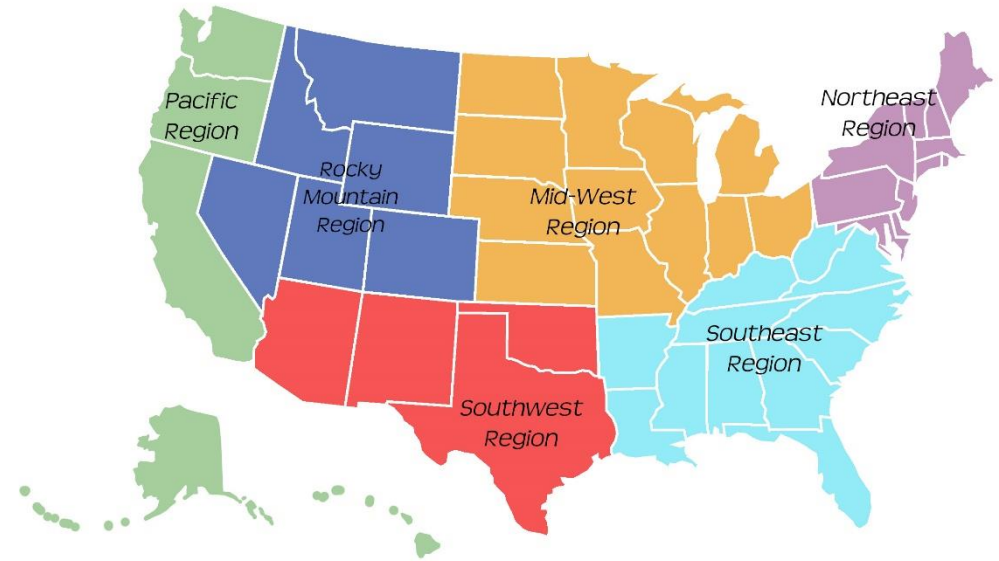 Pacific
Region
Rocky
Mountain
Region
Mid-West
Region
Northeast
Region
Southeast
Region
Southwest
Region